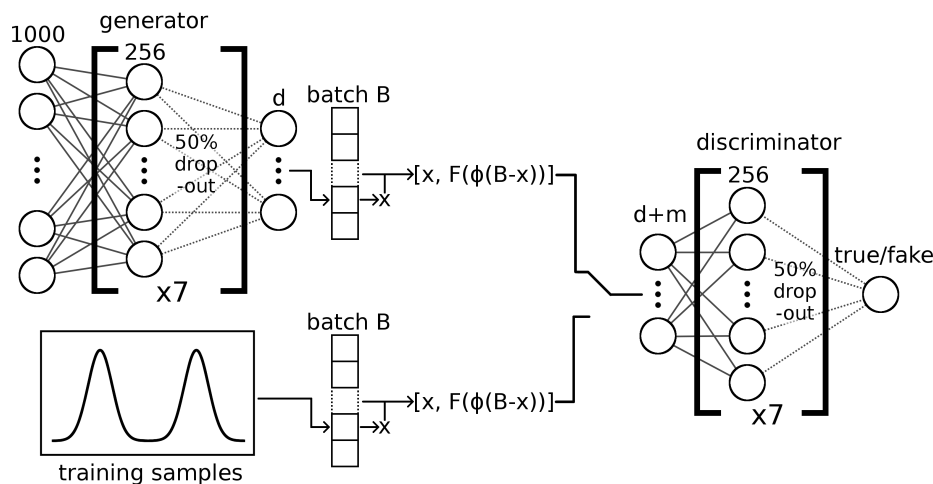 generator
1000
256
d
50%
drop
-out
x7
batch B
[x, F(ϕ(B-x))]
x
discriminator
256
d+m
true/fake
50%
drop
-out
x7
batch B
[x, F(ϕ(B-x))]
x
training samples